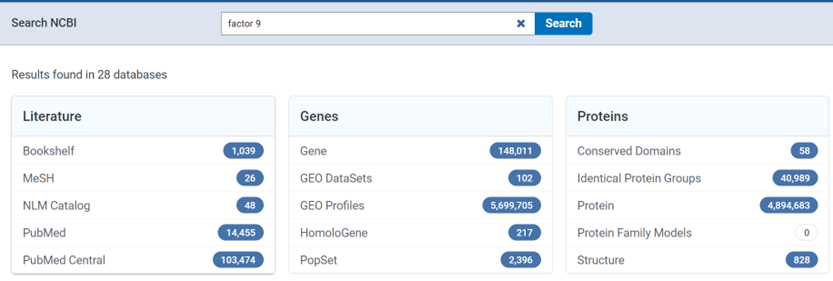 Search NCBI
factor 9
Search
Results found in 28 databases
Literature
Bookshelf 1,039
MeSH 26
NLM Catalog 48
PubMed 14,455
PubMed Central 103,474
Genes
Gene 148,011
GEO DataSets 102
GEO Profiles 5,699,705
HomoloGene 217
PopSet 2,396
Proteins
Conserved Domains 58
Identical Protein Groups 40,989
Protein 4,894,683
Protein Family Models 0
Structure 828